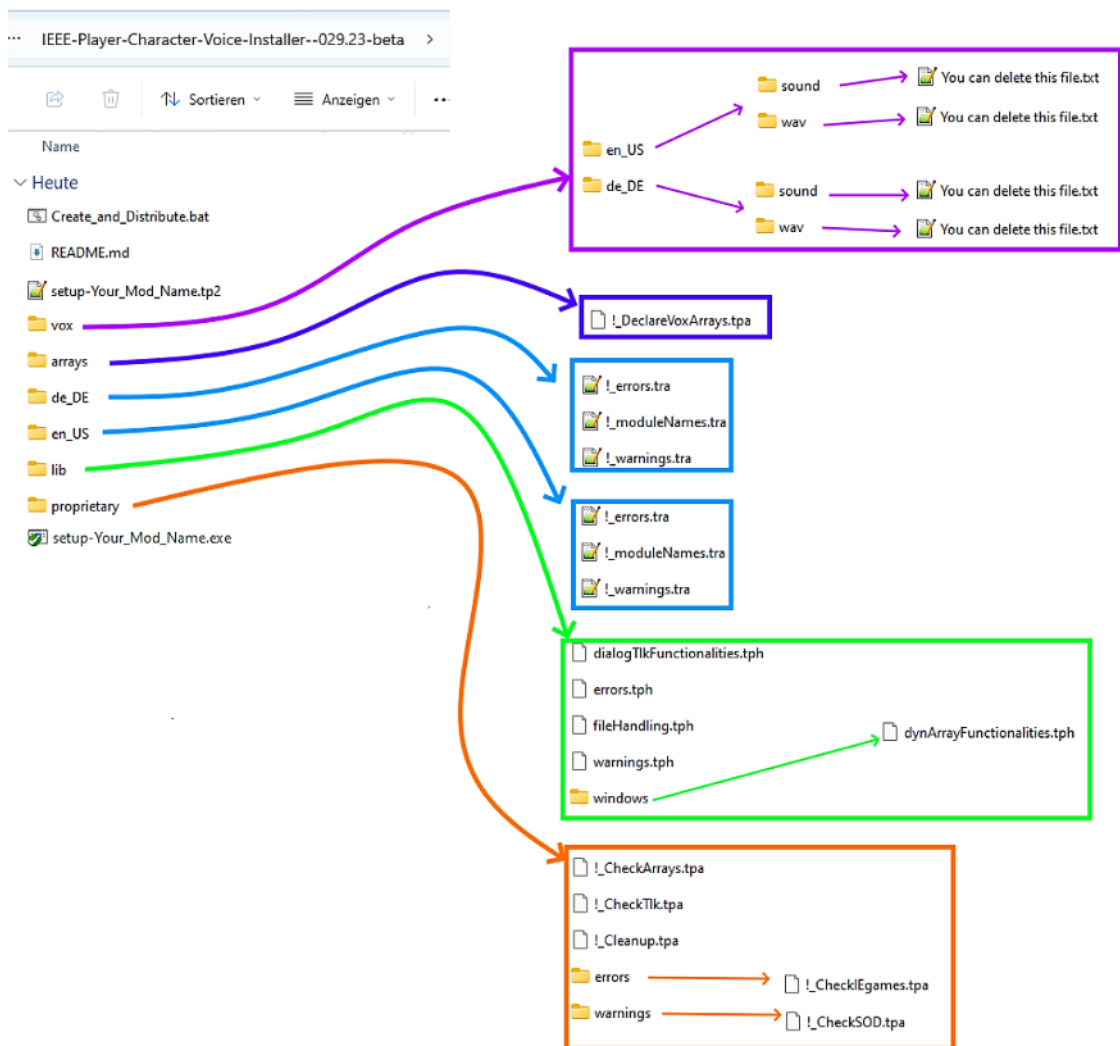 ... IEEE-Player-Character-Voice-Installer--029.23-beta >
Sortieren Anzeigen ...
Name
Heute
Create_and_Distribute.bat
README.md
setup-Your_Mod_Name.tp2
vox
arrays
de_DE
en_US
lib
proprietary
setup-Your_Mod_Name.exe
sound
You can delete this file.txt
wav
You can delete this file.txt
en_US
de_DE
sound
You can delete this file.txt
wav
You can delete this file.txt
!_DeclareVoxArrays.tpa
!_errors.tra
!_moduleNames.tra
!_warnings.tra
!_errors.tra
!_moduleNames.tra
!_warnings.tra
dialogTlkFunctionalities.tph
errors.tph
fileHandling.tph
warnings.tph
windows
dynArrayFunctionalities.tph
!_CheckArrays.tpa
!_CheckTlk.tpa
!_Cleanup.tpa
errors
!_CheckIEgames.tpa
warnings
!_CheckSOD.tpa